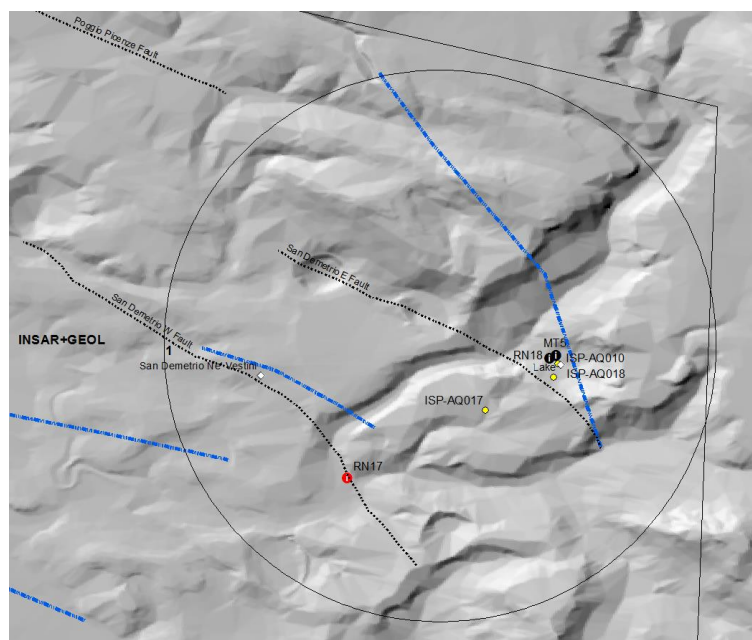 Poggio Picenze Fault
San Demetrio E Fault
San Demetrio W Fault
INSAR+GEOL
1
San Demetrio Ne' Vestini
MT5
RN18
ISP-AQ010
Lake
ISP-AQ018
ISP-AQ017
RN17